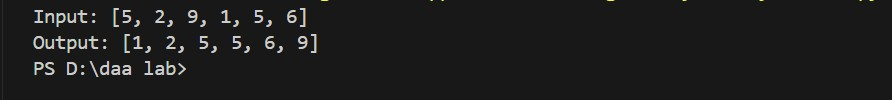 Input: [5, 2, 9, 1, 5, 6]
Output: [1, 2, 5, 5, 6, 9]
PS D:\daa lab>